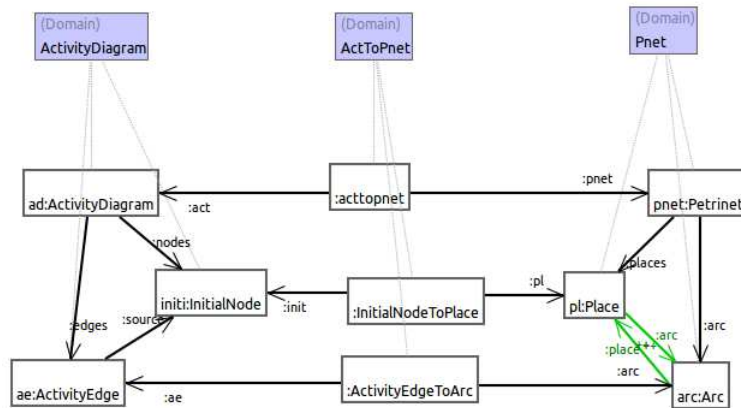 (Domain)
ActivityDiagram
(Domain)
ActToPnet
(Domain)
Pnet
ad:ActivityDiagram
:act
:acttopnet
:pnet
pnet:Petrinet
:nodes
:places
initi:InitialNode
:init
:InitialNodeToPlace
:pl
pl:Place
:edges
:source
:arc
:arc
:place
+++
ae:ActivityEdge
:ae
:ActivityEdgeToArc
:arc
arc:Arc